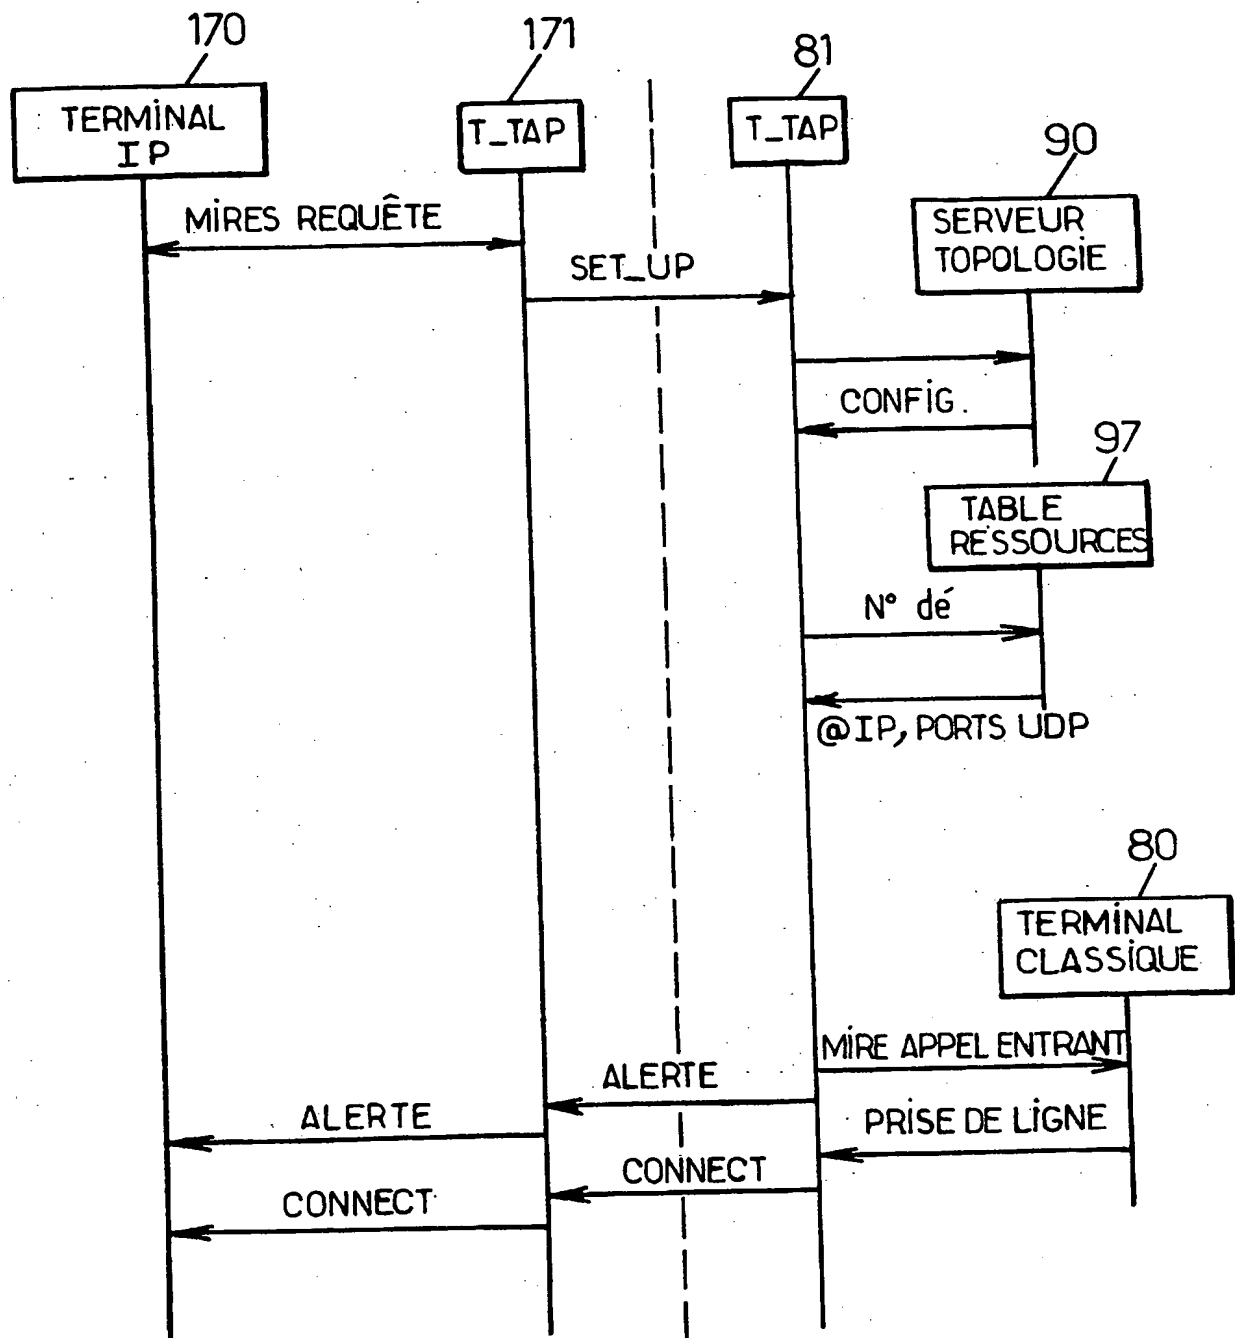 170
171
81
TERMINAL
IP
T_TAP
T_TAP
90
MIRES REQUÊTE
SERVEUR
TOPOLOGIE
SET_UP
CONFIG.
97
TABLE
RESSOURCES
N° dé
@IP, PORTS UDP
80
TERMINAL
CLASSIQUE
MIRE APPEL ENTRANT
ALERTE
ALERTE
PRISE DE LIGNE
CONNECT
CONNECT